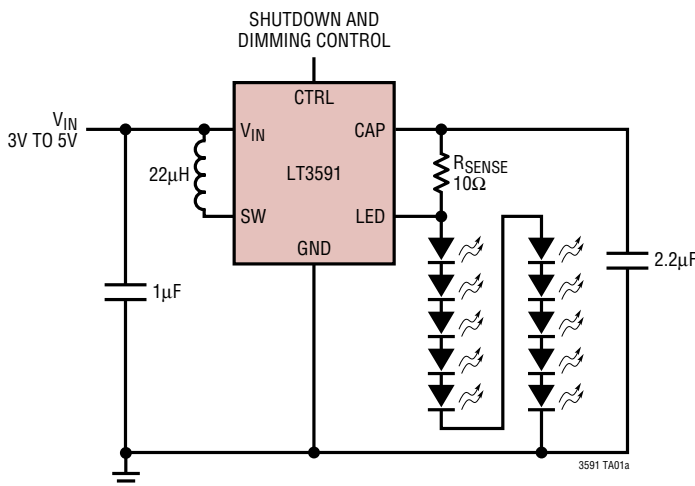 SHUTDOWN AND
DIMMING CONTROL
VIN
3V TO 5V
CTRL
VIN
CAP
RSENSE
10Ω
22µH
LT3591
SW
LED
GND
1µF
2.2µF
3591 TA01a